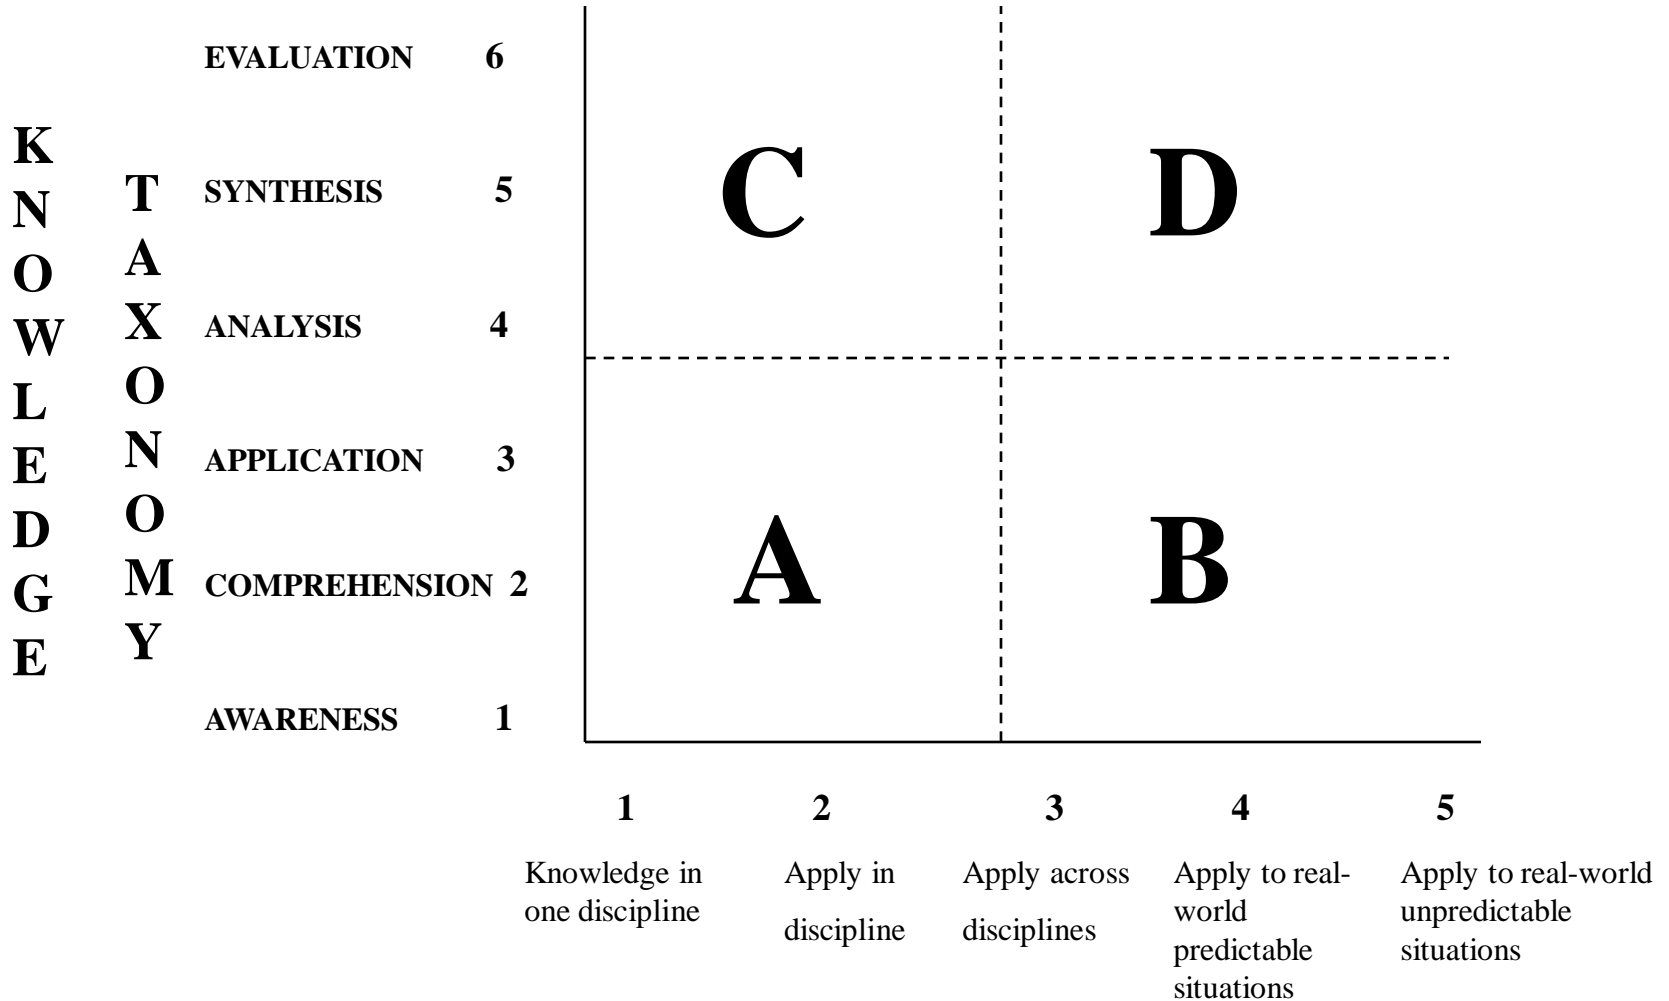 KNOWLEDGE
TAXONOMY
EVALUATION 6
SYNTHESIS 5
ANALYSIS 4
APPLICATION 3
COMPREHENSION 2
AWARENESS 1
C D
A B
1 2 3 4 5
Knowledge in
one discipline
Apply in
discipline
Apply across
disciplines
Apply to real-
world
predictable
situations
Apply to real-world
unpredictable
situations